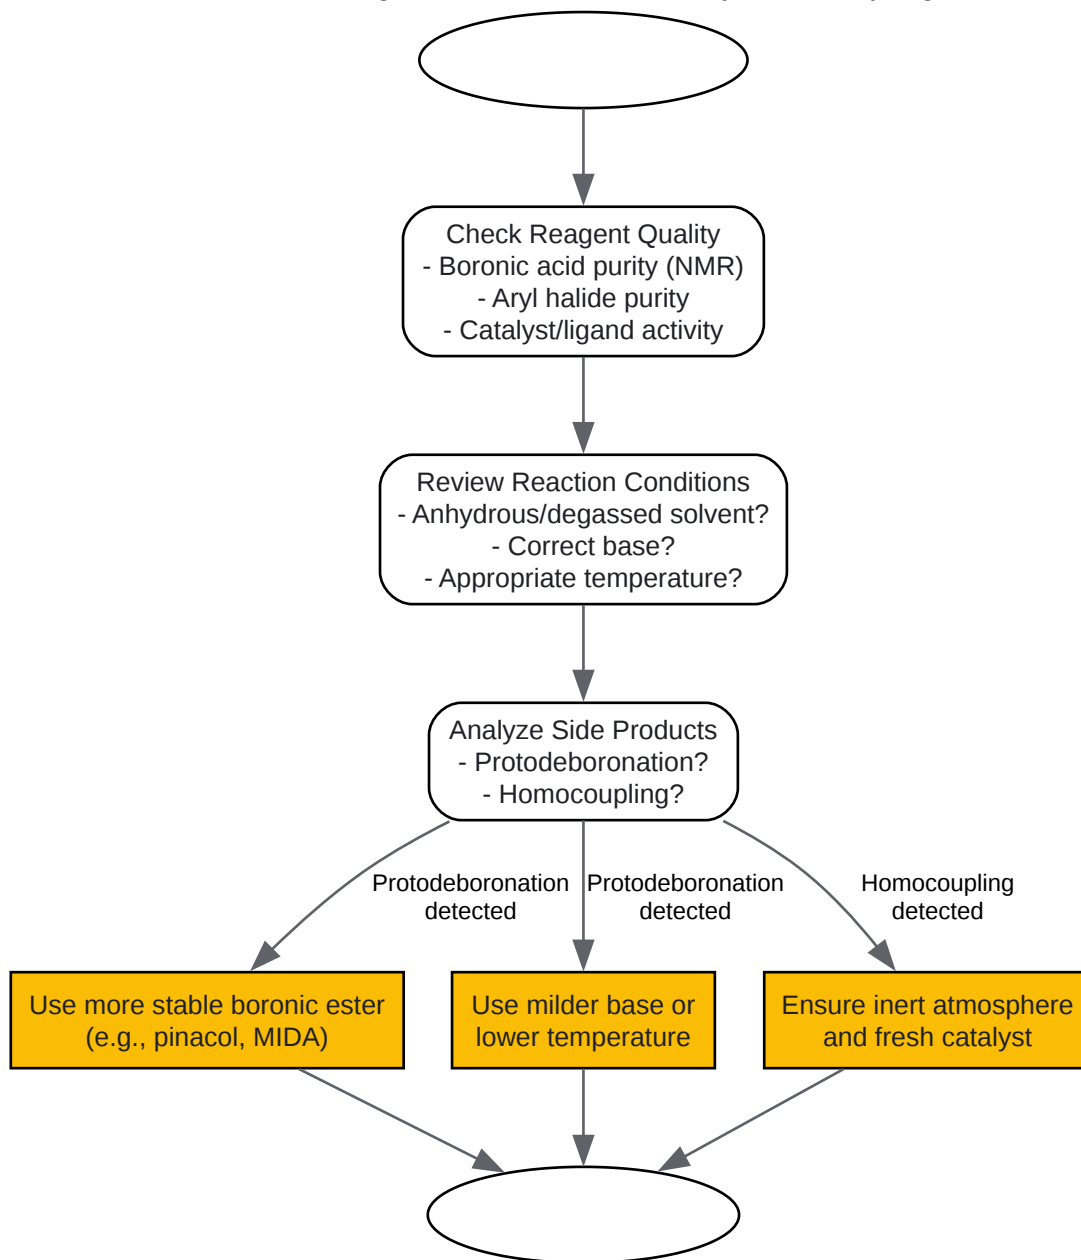 Check Reagent Quality
- Boronic acid purity (NMR)
- Aryl halide purity
- Catalyst/ligand activity
Review Reaction Conditions
- Anhydrous/degassed solvent?
- Correct base?
- Appropriate temperature?
Analyze Side Products
- Protodeboronation?
- Homocoupling?
Protodeboronation
detected
Protodeboronation
detected
Homocoupling
detected
Use more stable boronic ester
(e.g., pinacol, MIDA)
Use milder base or
lower temperature
Ensure inert atmosphere
and fresh catalyst